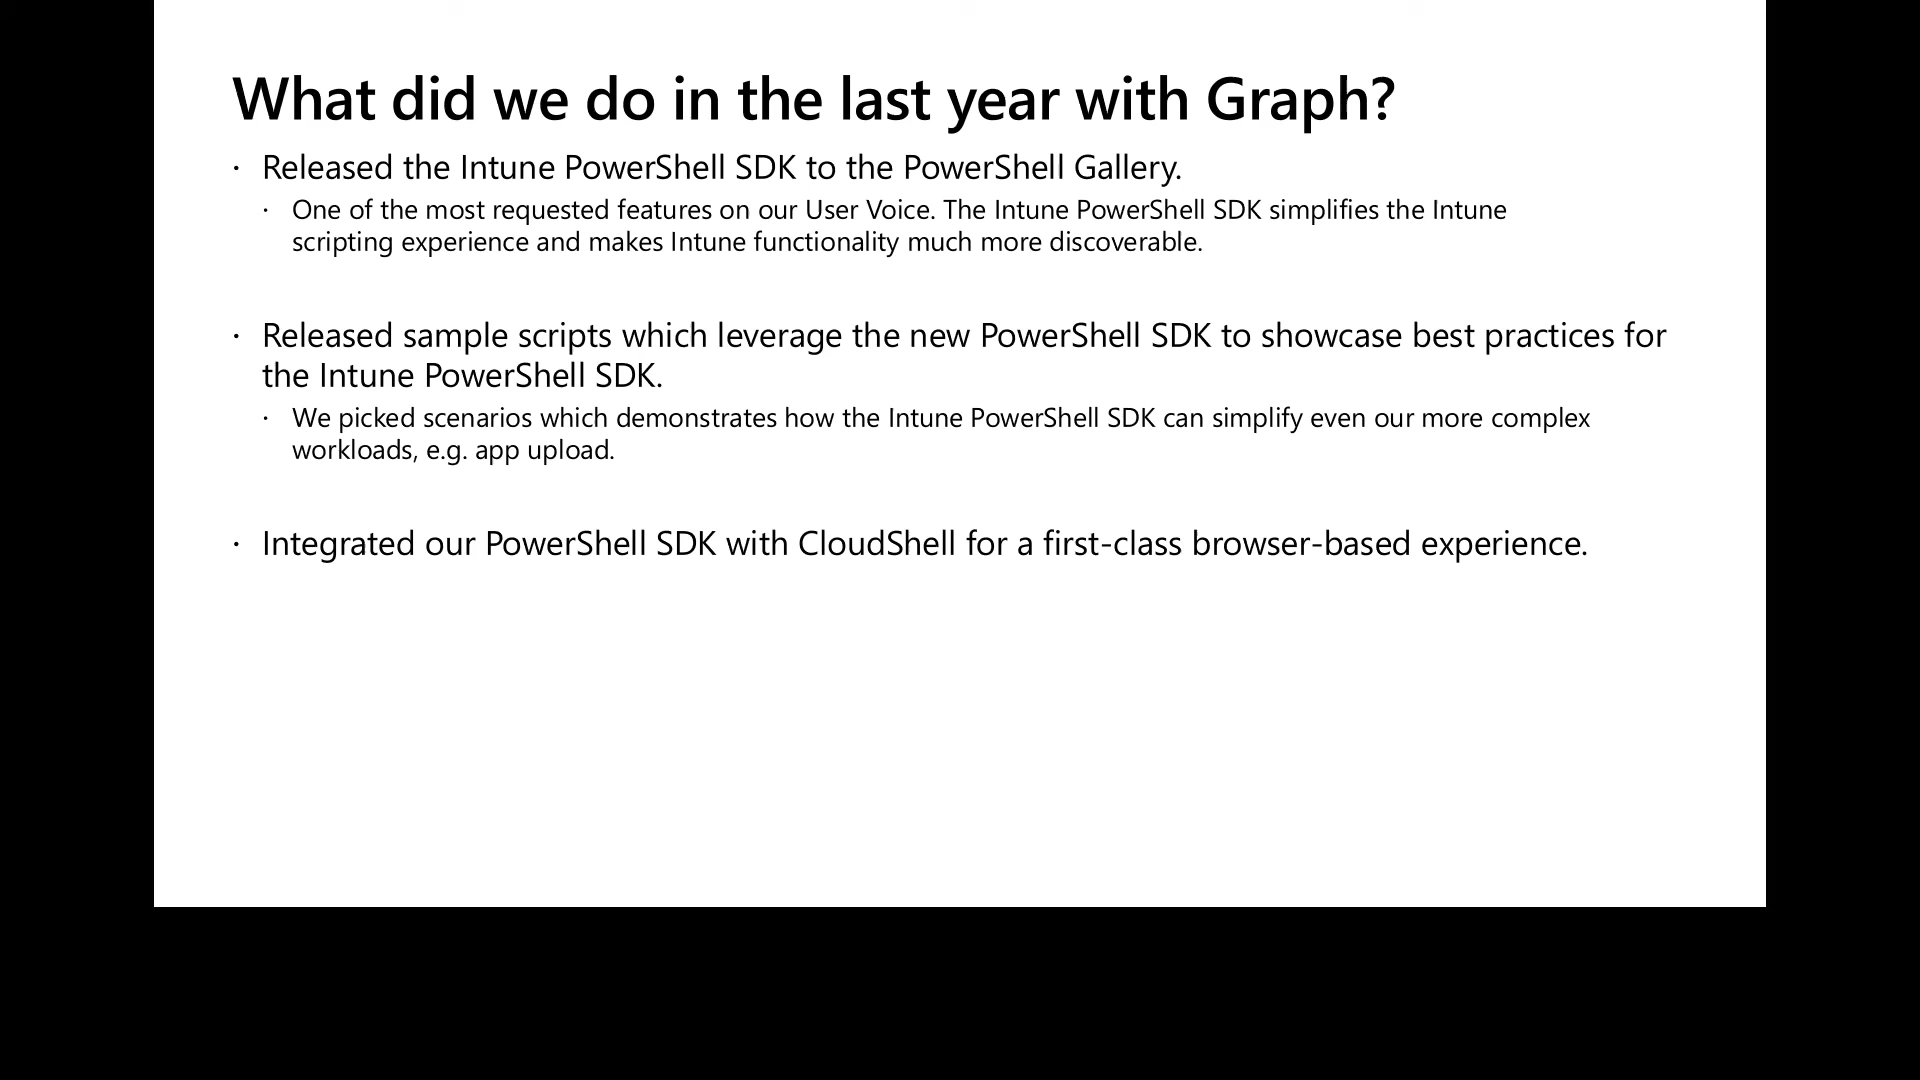 What did we do in the last year with Graph?
· Released the Intune PowerShell SDK to the PowerShell Gallery.
· One of the most requested features on our User Voice. The Intune PowerShell SDK simplifies the Intune
scripting experience and makes Intune functionality much more discoverable.
· Released sample scripts which leverage the new PowerShell SDK to showcase best practices for
the Intune PowerShell SDK.
· We picked scenarios which demonstrates how the Intune PowerShell SDK can simplify even our more complex
workloads, e.g. app upload.
· Integrated our PowerShell SDK with CloudShell for a first-class browser-based experience.